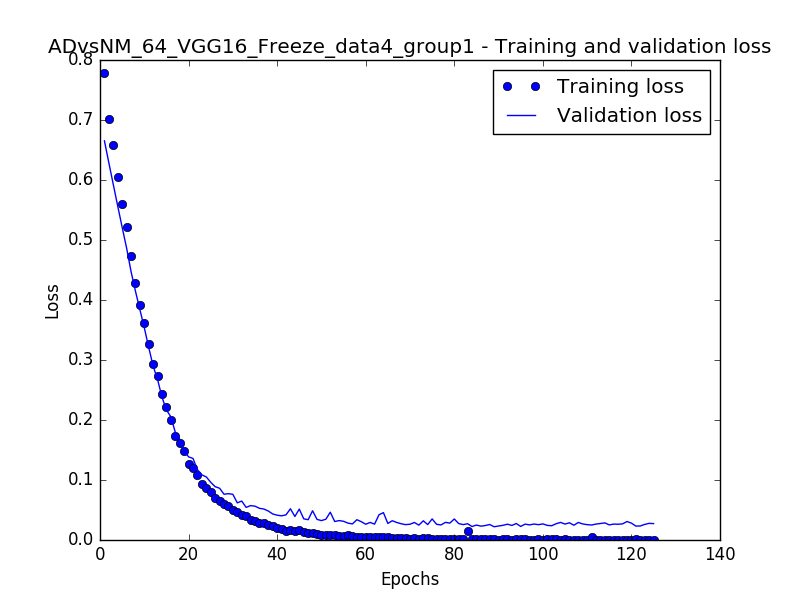 ADvsNM_64_VGG16_Freeze_data4_group1 - Training and validation loss
Training loss
Validation loss
0.8
0.7
0.6
0.5
0.4
0.3
0.2
0.1
0.0
Loss
0 20 40 60 80 100 120 140
Epochs